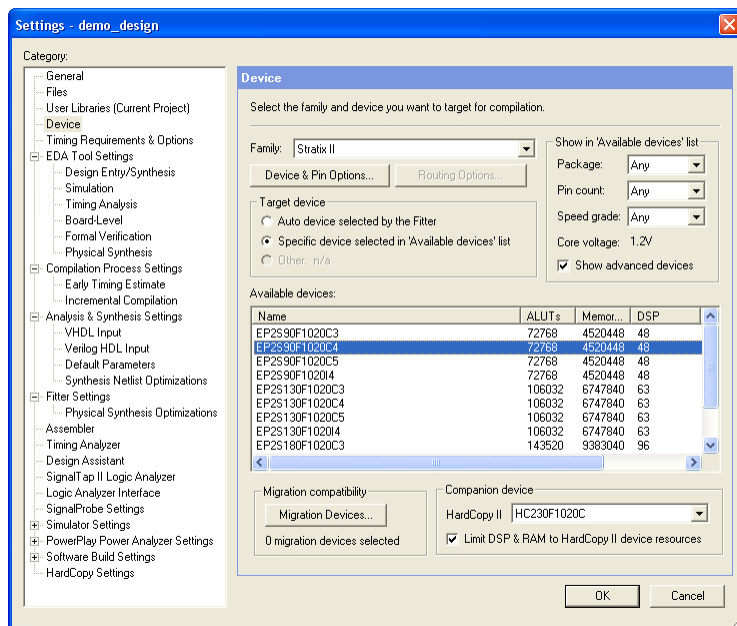 Settings - demo_design
Category:
General
Files
User Libraries (Current Project)
Device
Timing Requirements & Options
EDA Tool Settings
Design Entry/Synthesis
Simulation
Timing Analysis
Board-Level
Formal Verification
Physical Synthesis
Compilation Process Settings
Early Timing Estimate
Incremental Compilation
Analysis & Synthesis Settings
VHDL Input
Verilog HDL Input
Default Parameters
Synthesis Netlist Optimizations
Fitter Settings
Physical Synthesis Optimizations
Assembler
Timing Analyzer
Design Assistant
SignalTap II Logic Analyzer
Logic Analyzer Interface
SignalProbe Settings
Simulator Settings
PowerPlay Power Analyzer Settings
Software Build Settings
HardCopy Settings
Device
Select the family and device you want to target for compilation.
Family: Stratix II
Device & Pin Options... Routing Options...
Target device
Auto device selected by the Fitter
Specific device selected in 'Available devices' list
Other: n/a
Show in 'Available devices' list
Package: Any
Pin count: Any
Speed grade: Any
Core voltage: 1.2V
Show advanced devices
Available devices:
Name ALUTs Memor... DSP
EP2S90F1020C3 72768 4520448 48
EP2S90F1020C4 72768 4520448 48
EP2S90F1020C5 72768 4520448 48
EP2S90F1020I4 72768 4520448 48
EP2S130F1020C3 106032 6747840 63
EP2S130F1020C4 106032 6747840 63
EP2S130F1020C5 106032 6747840 63
EP2S130F1020I4 106032 6747840 63
EP2S180F1020C3 143520 9383040 96
Migration compatibility
Migration Devices...
0 migration devices selected
Companion device
HardCopy II HC230F1020C
Limit DSP & RAM to HardCopy II device resources
OK Cancel